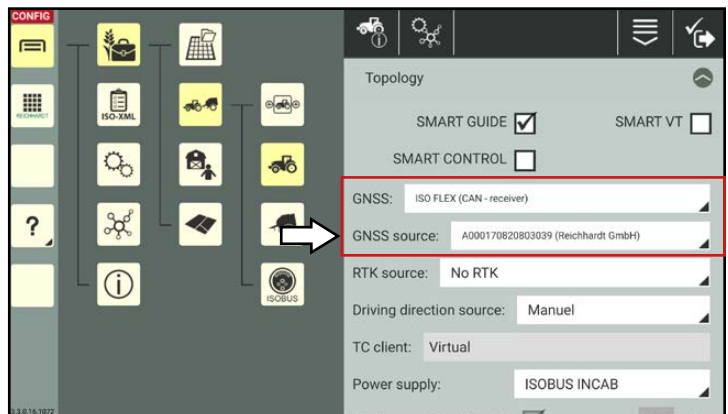 CONFIG
REICHHARDT
ISO-XML
?
ISOBUS
3.3.0.16.1072
Topology
SMART GUIDE
SMART VT
SMART CONTROL
GNSS: ISO FLEX (CAN - receiver)
GNSS source: A000170820803039 (Reichhardt GmbH)
RTK source: No RTK
Driving direction source: Manuel
TC client: Virtual
Power supply: ISOBUS INCAB